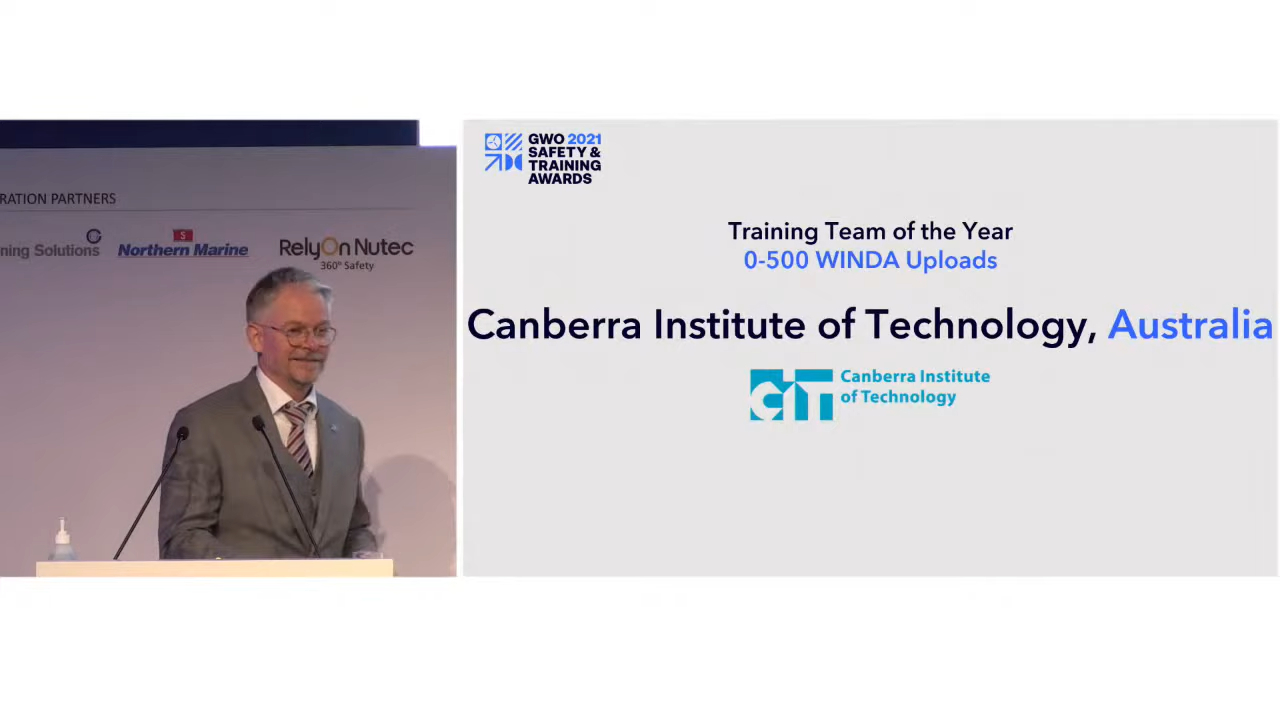 RATION PARTNERS
ning Solutions
S
Northern Marine
RelyOn Nutec
360° Safety
GWO 2021
SAFETY &
TRAINING
AWARDS
Training Team of the Year
0-500 WINDA Uploads
Canberra Institute of Technology, Australia
CIT
Canberra Institute
of Technology